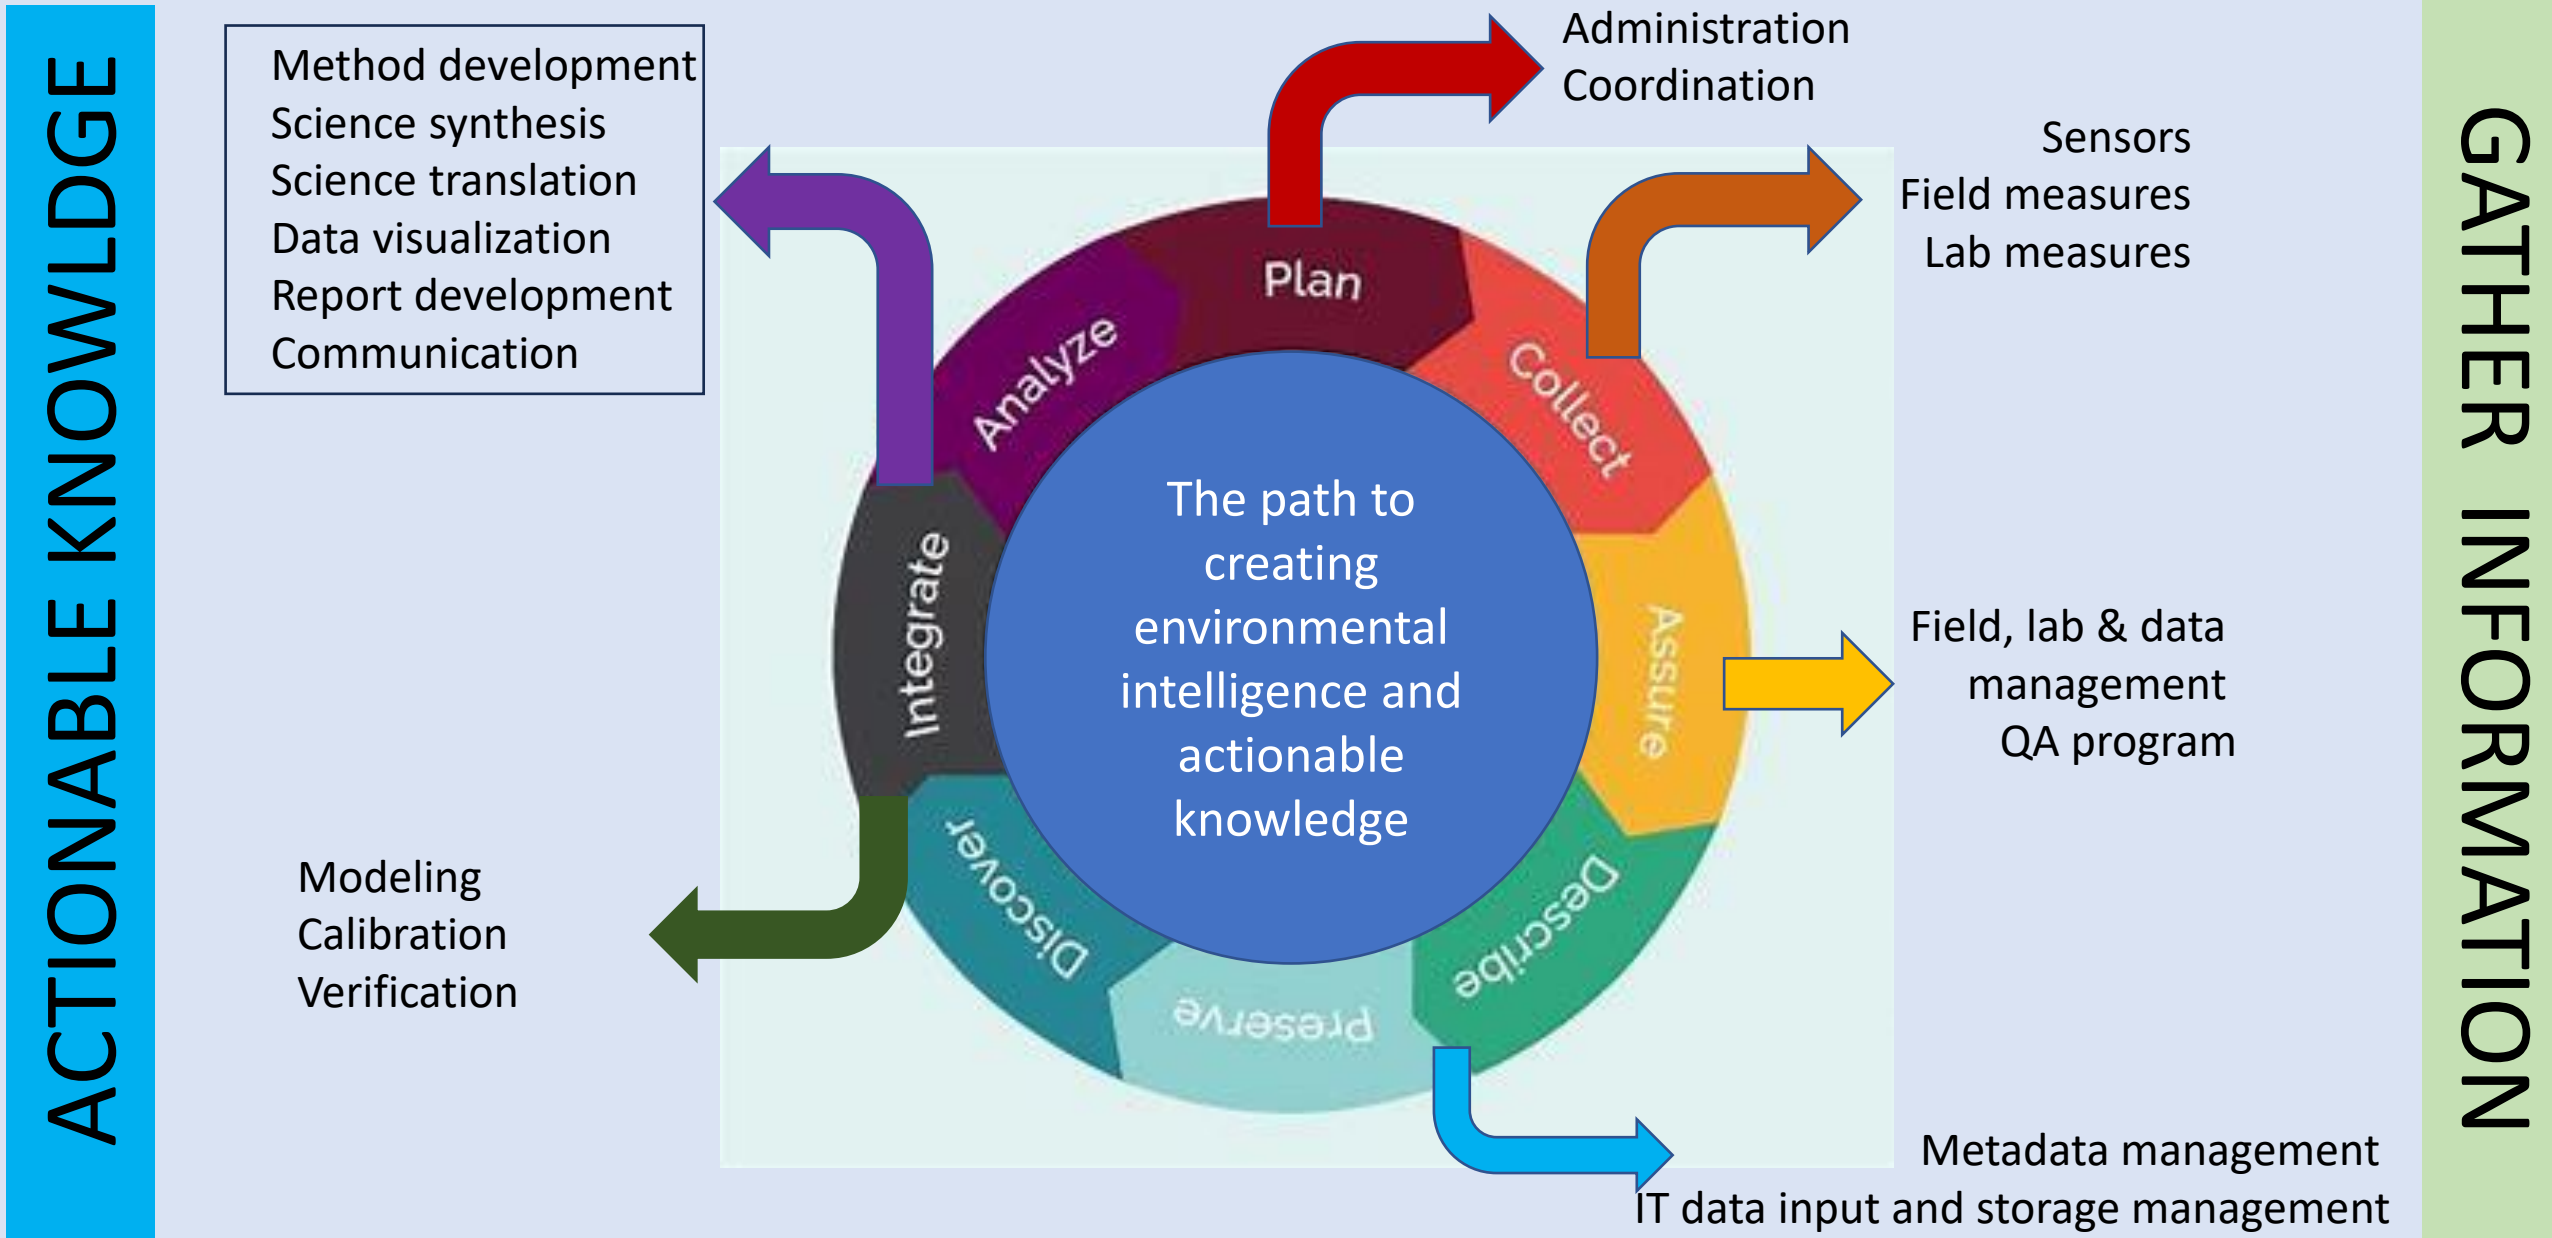 ACTIONABLE KNOWLDGE
Method development
Science synthesis
Science translation
Data visualization
Report development
Communication
Administration
Coordination
Sensors
Field measures
Lab measures
Plan
Collect
Assure
Describe
Preserve
Discover
Integrate
Analyze
The path to
creating
environmental
intelligence and
actionable
knowledge
Field, lab & data
management
QA program
Modeling
Calibration
Verification
Metadata management
IT data input and storage management
GATHER INFORMATION